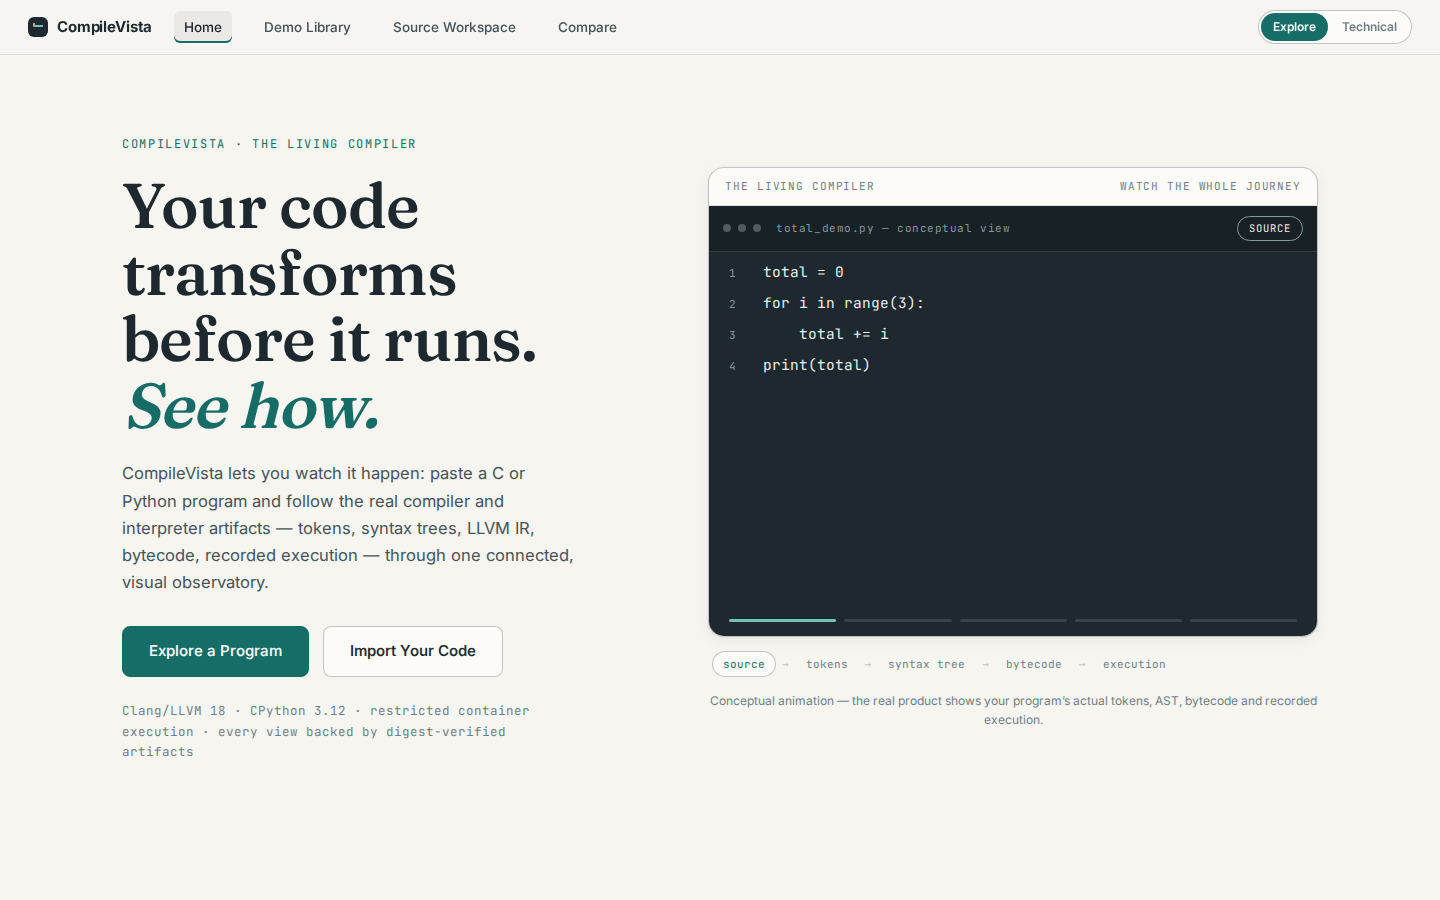 CompileVista
Home
Demo Library
Source Workspace
Compare
Explore
Technical
COMPILEVISTA · THE LIVING COMPILER
Your code
transforms
before it runs.
See how.
CompileVista lets you watch it happen: paste a C or
Python program and follow the real compiler and
interpreter artifacts — tokens, syntax trees, LLVM IR,
bytecode, recorded execution — through one connected,
visual observatory.
Explore a Program
Import Your Code
Clang/LLVM 18 · CPython 3.12 · restricted container
execution · every view backed by digest-verified
artifacts
THE LIVING COMPILER
WATCH THE WHOLE JOURNEY
total_demo.py — conceptual view
SOURCE
1 total = 0
2 for i in range(3):
3     total += i
4 print(total)
source → tokens → syntax tree → bytecode → execution
Conceptual animation — the real product shows your program’s actual tokens, AST, bytecode and recorded
execution.